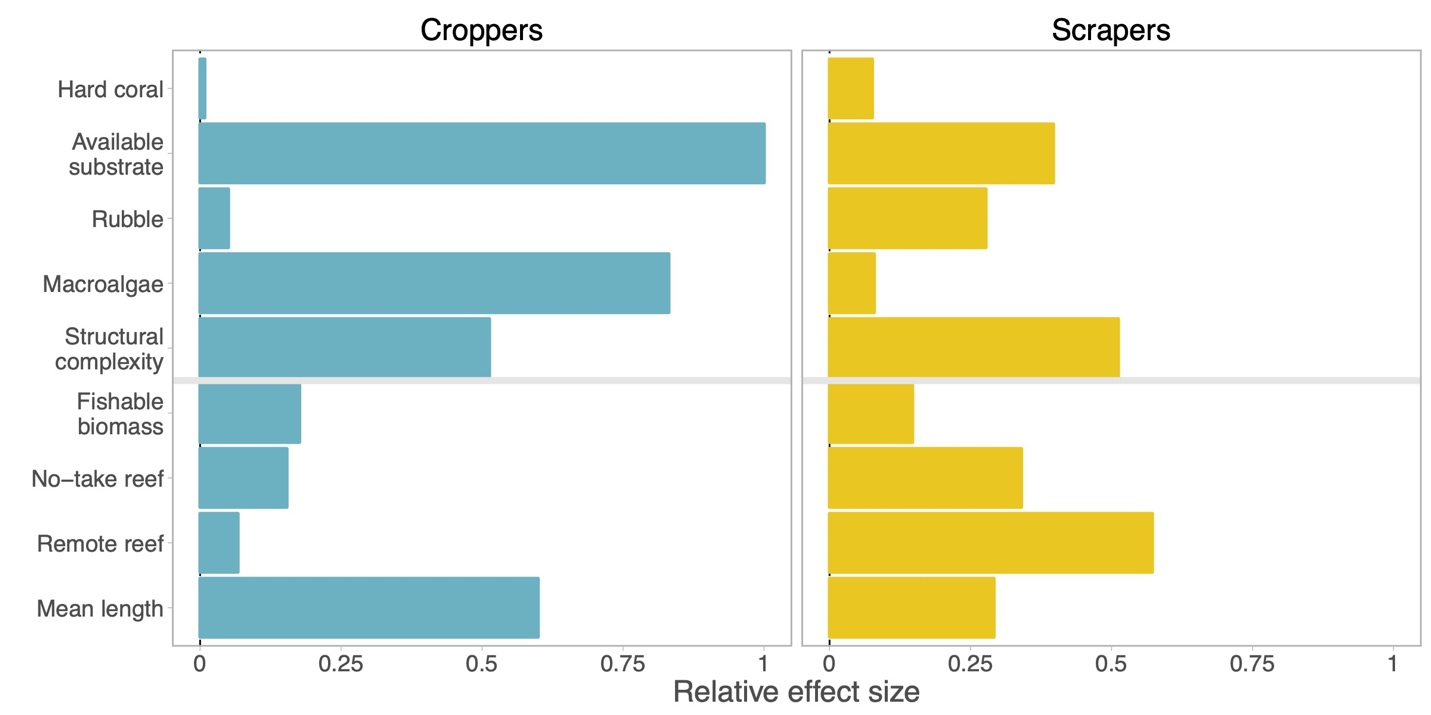 Croppers
Scrapers
Hard coral
Available
substrate
Rubble
Macroalgae
Structural
complexity
Fishable
biomass
No−take reef
Remote reef
Mean length
0 0.25 0.5 0.75 1
0 0.25 0.5 0.75 1
Relative effect size